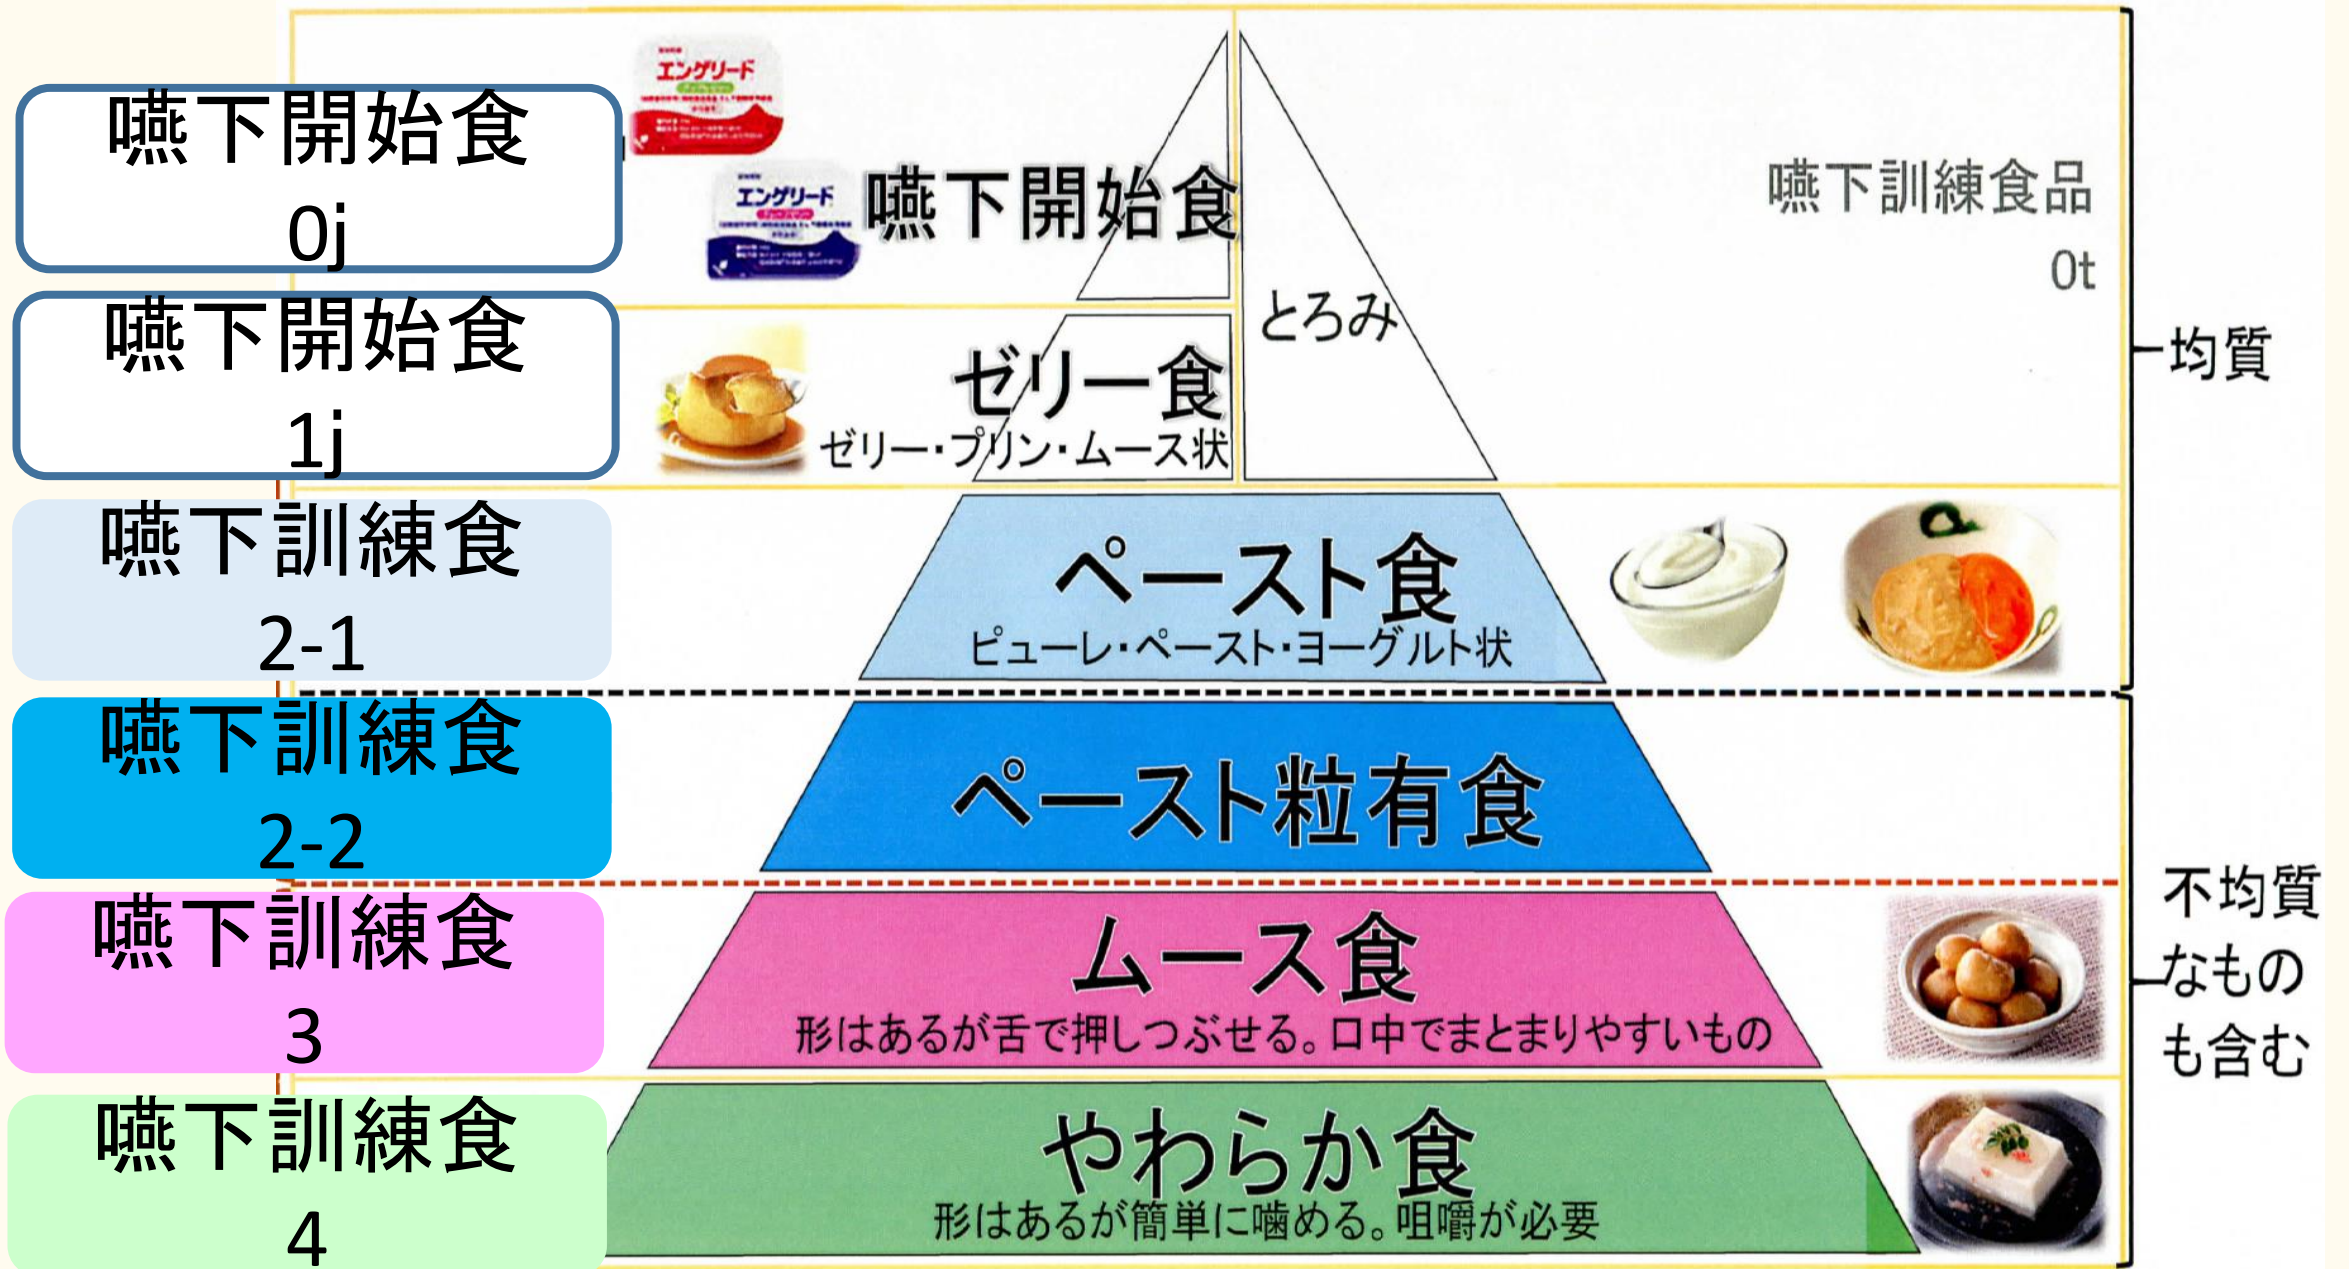 嚥下開始食
0j
エングリード
エングリード
嚥下開始食
とろみ
嚥下訓練食品
0t
均質
嚥下開始食
1j
ゼリー食
ゼリー・プリン・ムース状
嚥下訓練食
2-1
ペースト食
ピューレ・ペースト・ヨーグルト状
嚥下訓練食
2-2
ペースト粒有食
嚥下訓練食
3
ムース食
形はあるが舌で押しつぶせる。口中でまとまりやすいもの
不均質
なもの
も含む
嚥下訓練食
4
やわらか食
形はあるが簡単に噛める。咀嚼が必要